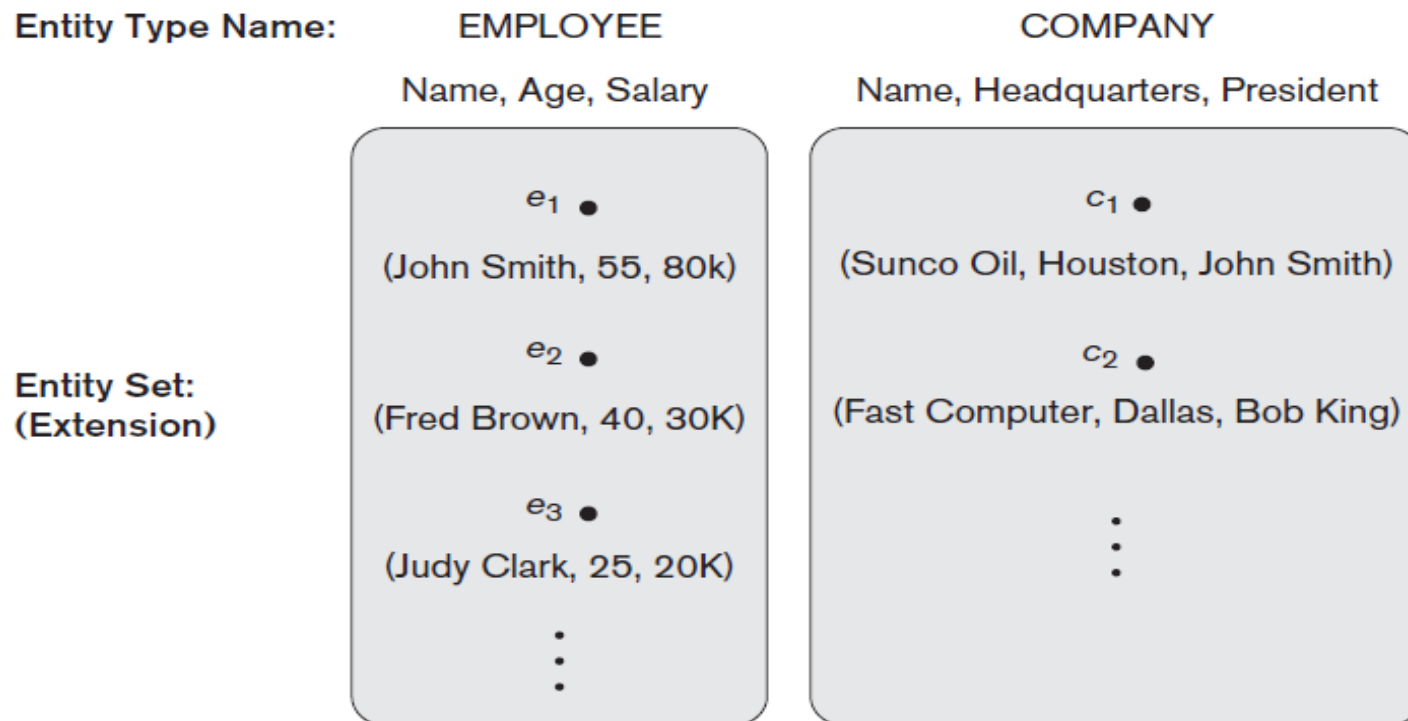 Entity Type Name: EMPLOYEE COMPANY
Name, Age, Salary Name, Headquarters, President
e₁ c₁
(John Smith, 55, 80k) (Sunco Oil, Houston, John Smith)
e₂ c₂
Entity Set:
(Extension)
(Fred Brown, 40, 30K) (Fast Computer, Dallas, Bob King)
e₃
(Judy Clark, 25, 20K)